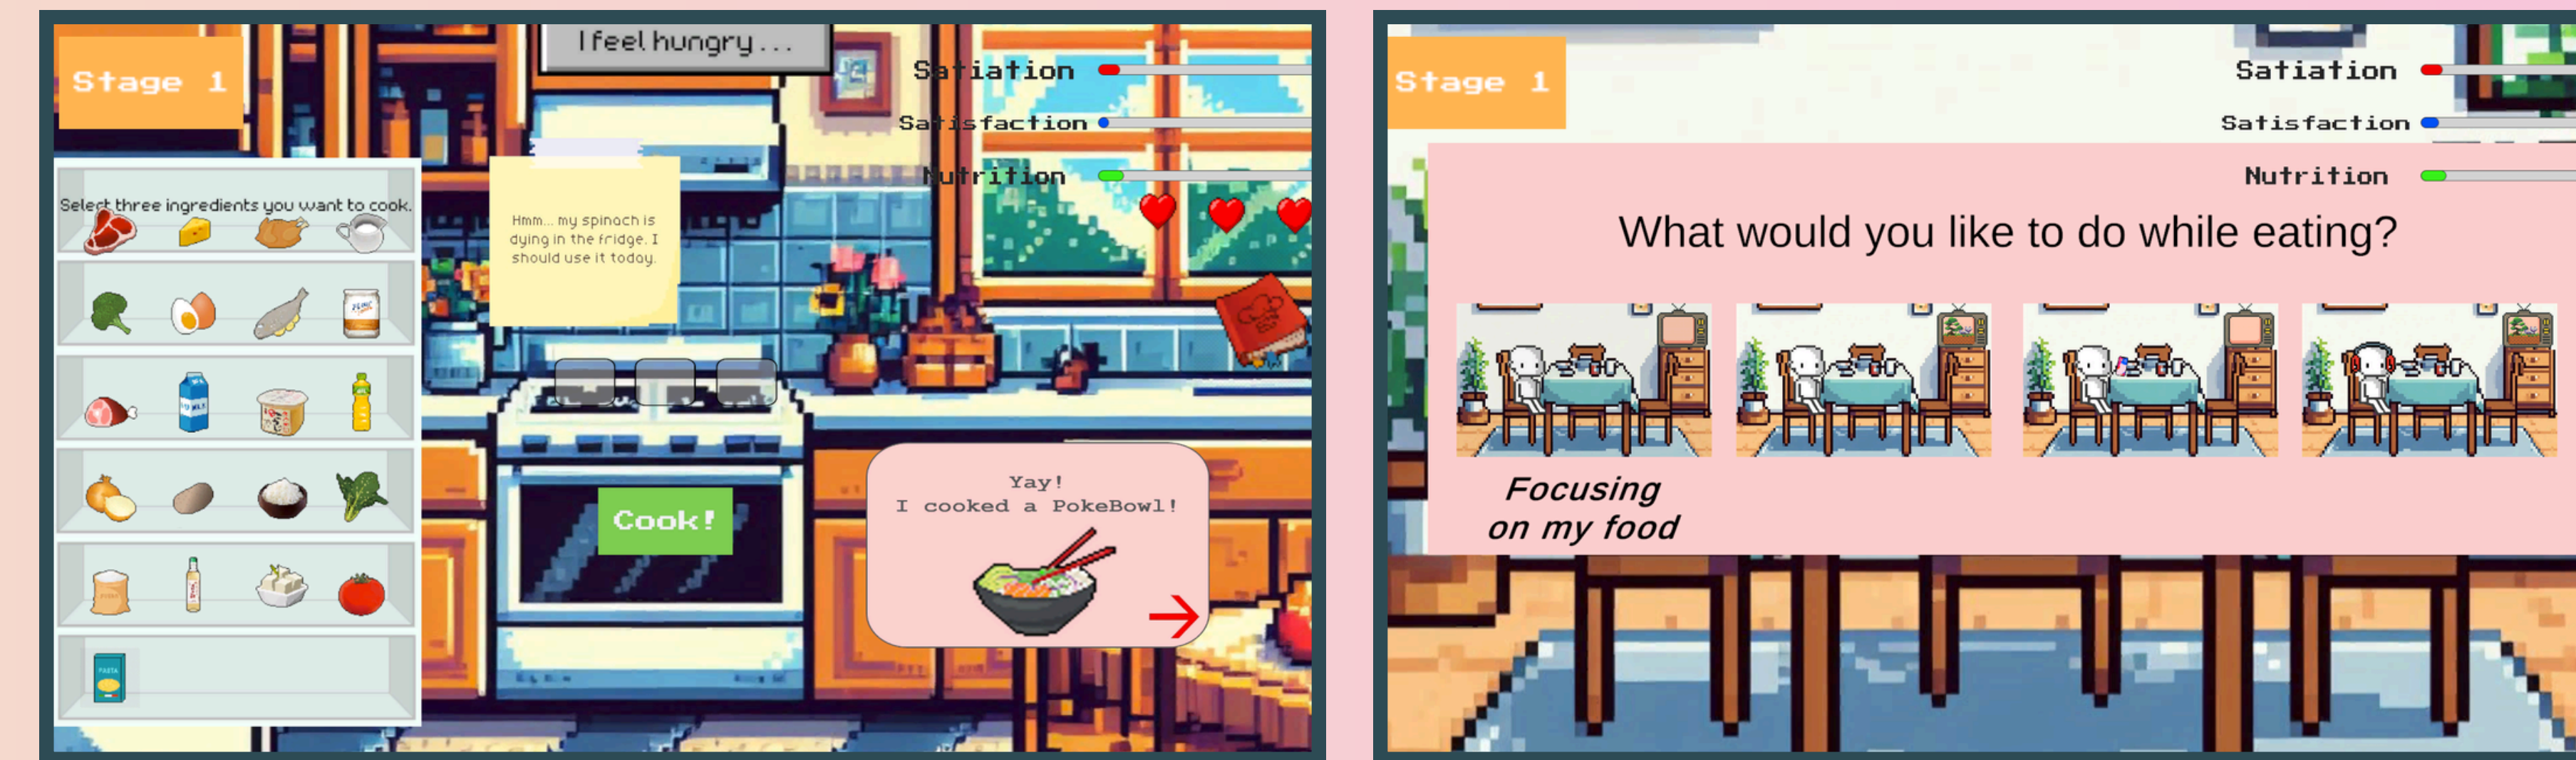 Stage 1
I feel hungry...
Satiation
Satisfaction
Nutrition
Select three ingredients you want to cook.
Hmm... my spinach is
dying in the fridge. I
should use it today.
MILK
Cook!
Yay!
I cooked a PokeBowl!
PASTA
Stage 1
Satiation
Satisfaction
Nutrition
What would you like to do while eating?
Focusing
on my food